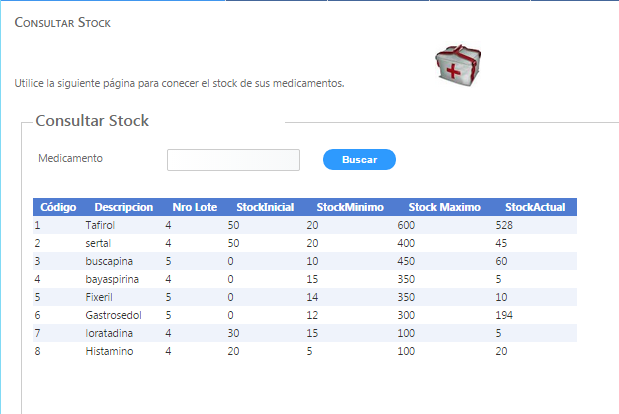 Consultar Stock
Utilice la siguiente página para conecer el stock de sus medicamentos.
Consultar Stock
Medicamento Buscar
Código Descripcion Nro Lote StockInicial StockMinimo Stock Maximo StockActual
1 Tafirol 4 50 20 600 528
2 sertal 4 50 20 400 45
3 buscapina 5 0 10 450 60
4 bayaspirina 4 0 15 350 5
5 Fixeril 5 0 14 350 10
6 Gastrosedol 5 0 12 300 194
7 loratadina 4 30 15 100 5
8 Histamino 4 20 5 100 20